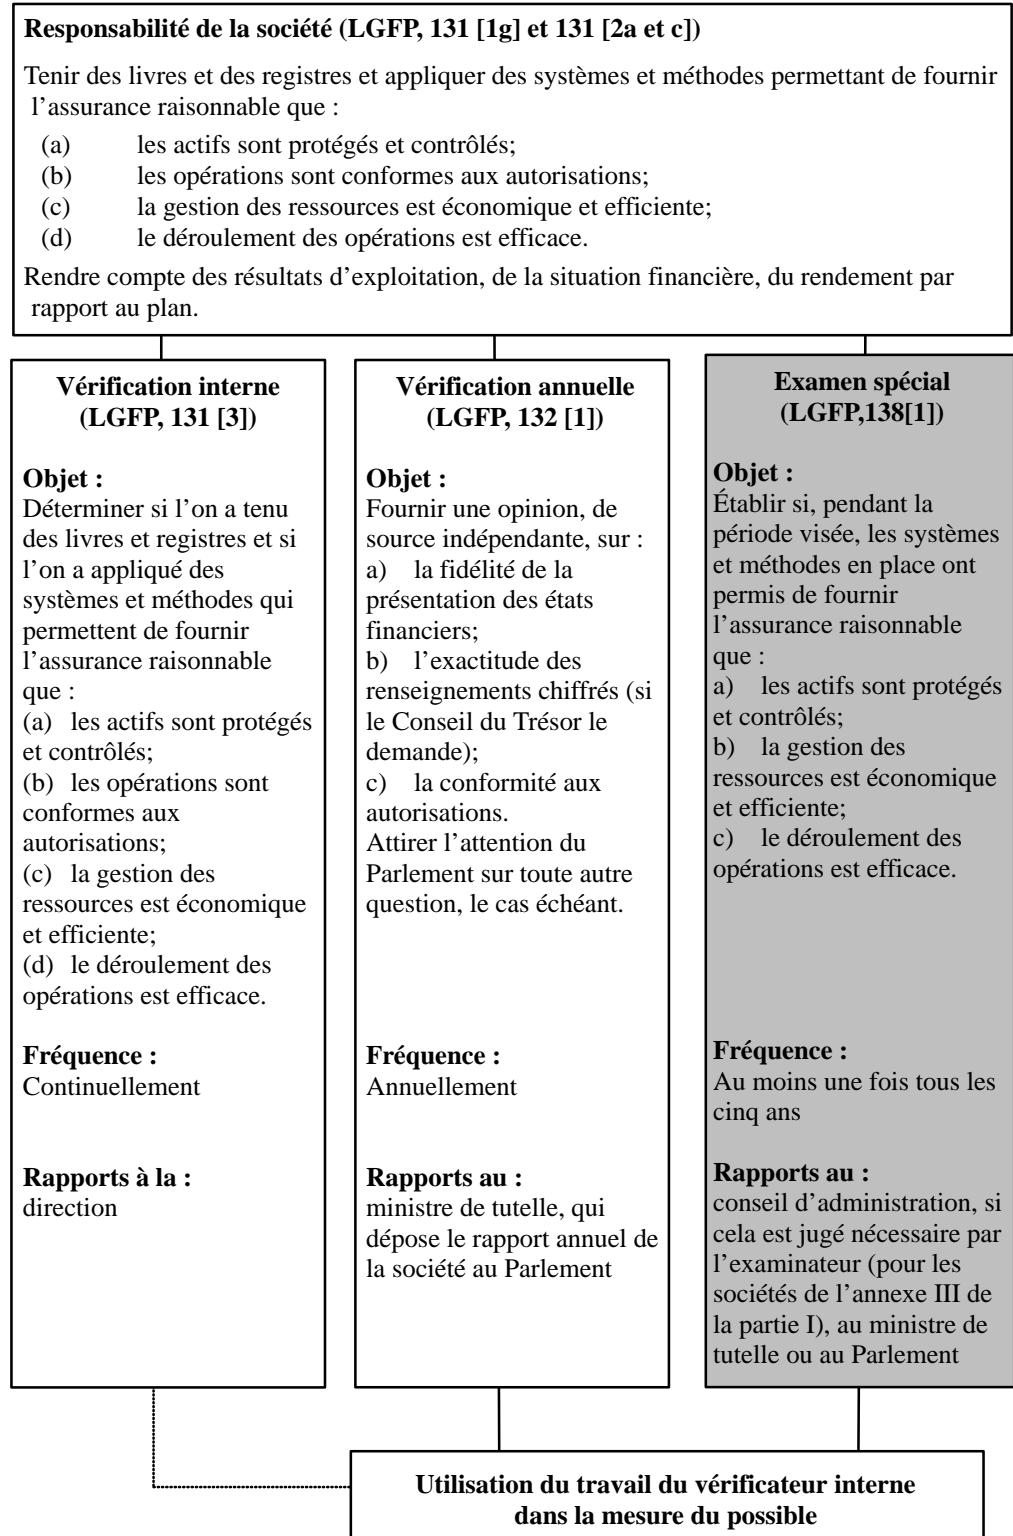 Responsabilité de la société (LGFP, 131 [1g] et 131 [2a et c])
Tenir des livres et des registres et appliquer des systèmes et méthodes permettant de fournir
l’assurance raisonnable que :
(a) les actifs sont protégés et contrôlés;
(b) les opérations sont conformes aux autorisations;
(c) la gestion des ressources est économique et efficiente;
(d) le déroulement des opérations est efficace.
Rendre compte des résultats d’exploitation, de la situation financière, du rendement par
rapport au plan.
Vérification interne
(LGFP, 131 [3])
Objet :
Déterminer si l’on a tenu
des livres et registres et si
l’on a appliqué des
systèmes et méthodes qui
permettent de fournir
l’assurance raisonnable
que :
(a) les actifs sont protégés
et contrôlés;
(b) les opérations sont
conformes aux
autorisations;
(c) la gestion des
ressources est économique
et efficiente;
(d) le déroulement des
opérations est efficace.
Fréquence :
Continuellement
Rapports à la :
direction
Vérification annuelle
(LGFP, 132 [1])
Objet :
Fournir une opinion, de
source indépendante, sur :
a) la fidélité de la
présentation des états
financiers;
b) l’exactitude des
renseignements chiffrés (si
le Conseil du Trésor le
demande);
c) la conformité aux
autorisations.
Attirer l’attention du
Parlement sur toute autre
question, le cas échéant.
Fréquence :
Annuellement
Rapports au :
ministre de tutelle, qui
dépose le rapport annuel de
la société au Parlement
Examen spécial
(LGFP,138[1])
Objet :
Établir si, pendant la
période visée, les systèmes
et méthodes en place ont
permis de fournir
l’assurance raisonnable
que :
a) les actifs sont protégés
et contrôlés;
b) la gestion des
ressources est économique
et efficiente;
c) le déroulement des
opérations est efficace.
Fréquence :
Au moins une fois tous les
cinq ans
Rapports au :
conseil d’administration, si
cela est jugé nécessaire par
l’examinateur (pour les
sociétés de l’annexe III de
la partie I), au ministre de
tutelle ou au Parlement
Utilisation du travail du vérificateur interne
dans la mesure du possible